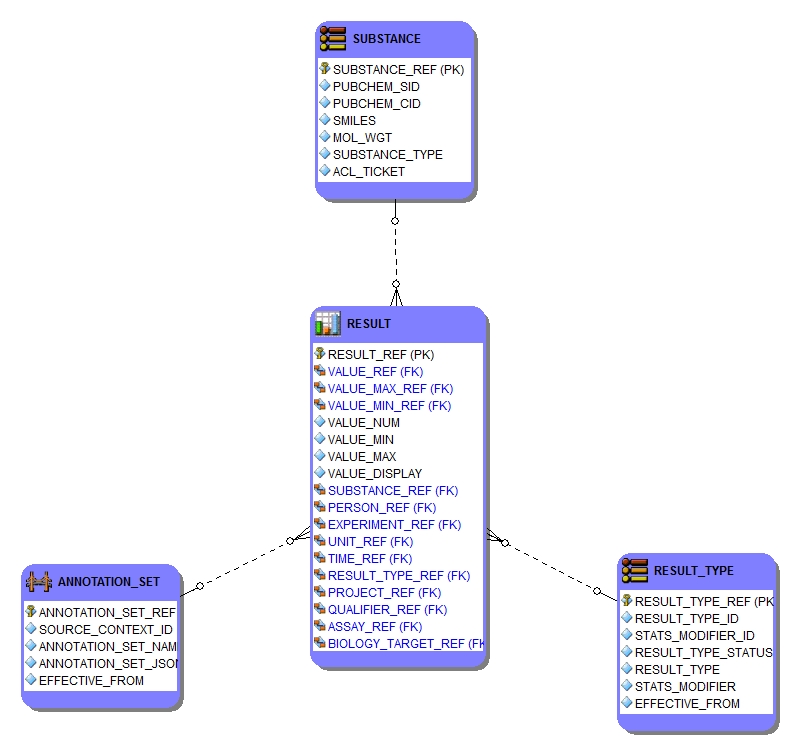 SUBSTANCE
SUBSTANCE_REF (PK)
PUBCHEM_SID
PUBCHEM_CID
SMILES
MOL_WGT
SUBSTANCE_TYPE
ACL_TICKET
RESULT
RESULT_REF (PK)
VALUE_REF (FK)
VALUE_MAX_REF (FK)
VALUE_MIN_REF (FK)
VALUE_NUM
VALUE_MIN
VALUE_MAX
VALUE_DISPLAY
SUBSTANCE_REF (FK)
PERSON_REF (FK)
EXPERIMENT_REF (FK)
UNIT_REF (FK)
TIME_REF (FK)
RESULT_TYPE_REF (FK)
PROJECT_REF (FK)
QUALIFIER_REF (FK)
ASSAY_REF (FK)
BIOLOGY_TARGET_REF (FK
ANNOTATION_SET
ANNOTATION_SET_REF
SOURCE_CONTEXT_ID
ANNOTATION_SET_NAM
ANNOTATION_SET_JSON
EFFECTIVE_FROM
RESULT_TYPE
RESULT_TYPE_REF (PK
RESULT_TYPE_ID
STATS_MODIFIER_ID
RESULT_TYPE_STATUS
RESULT_TYPE
STATS_MODIFIER
EFFECTIVE_FROM